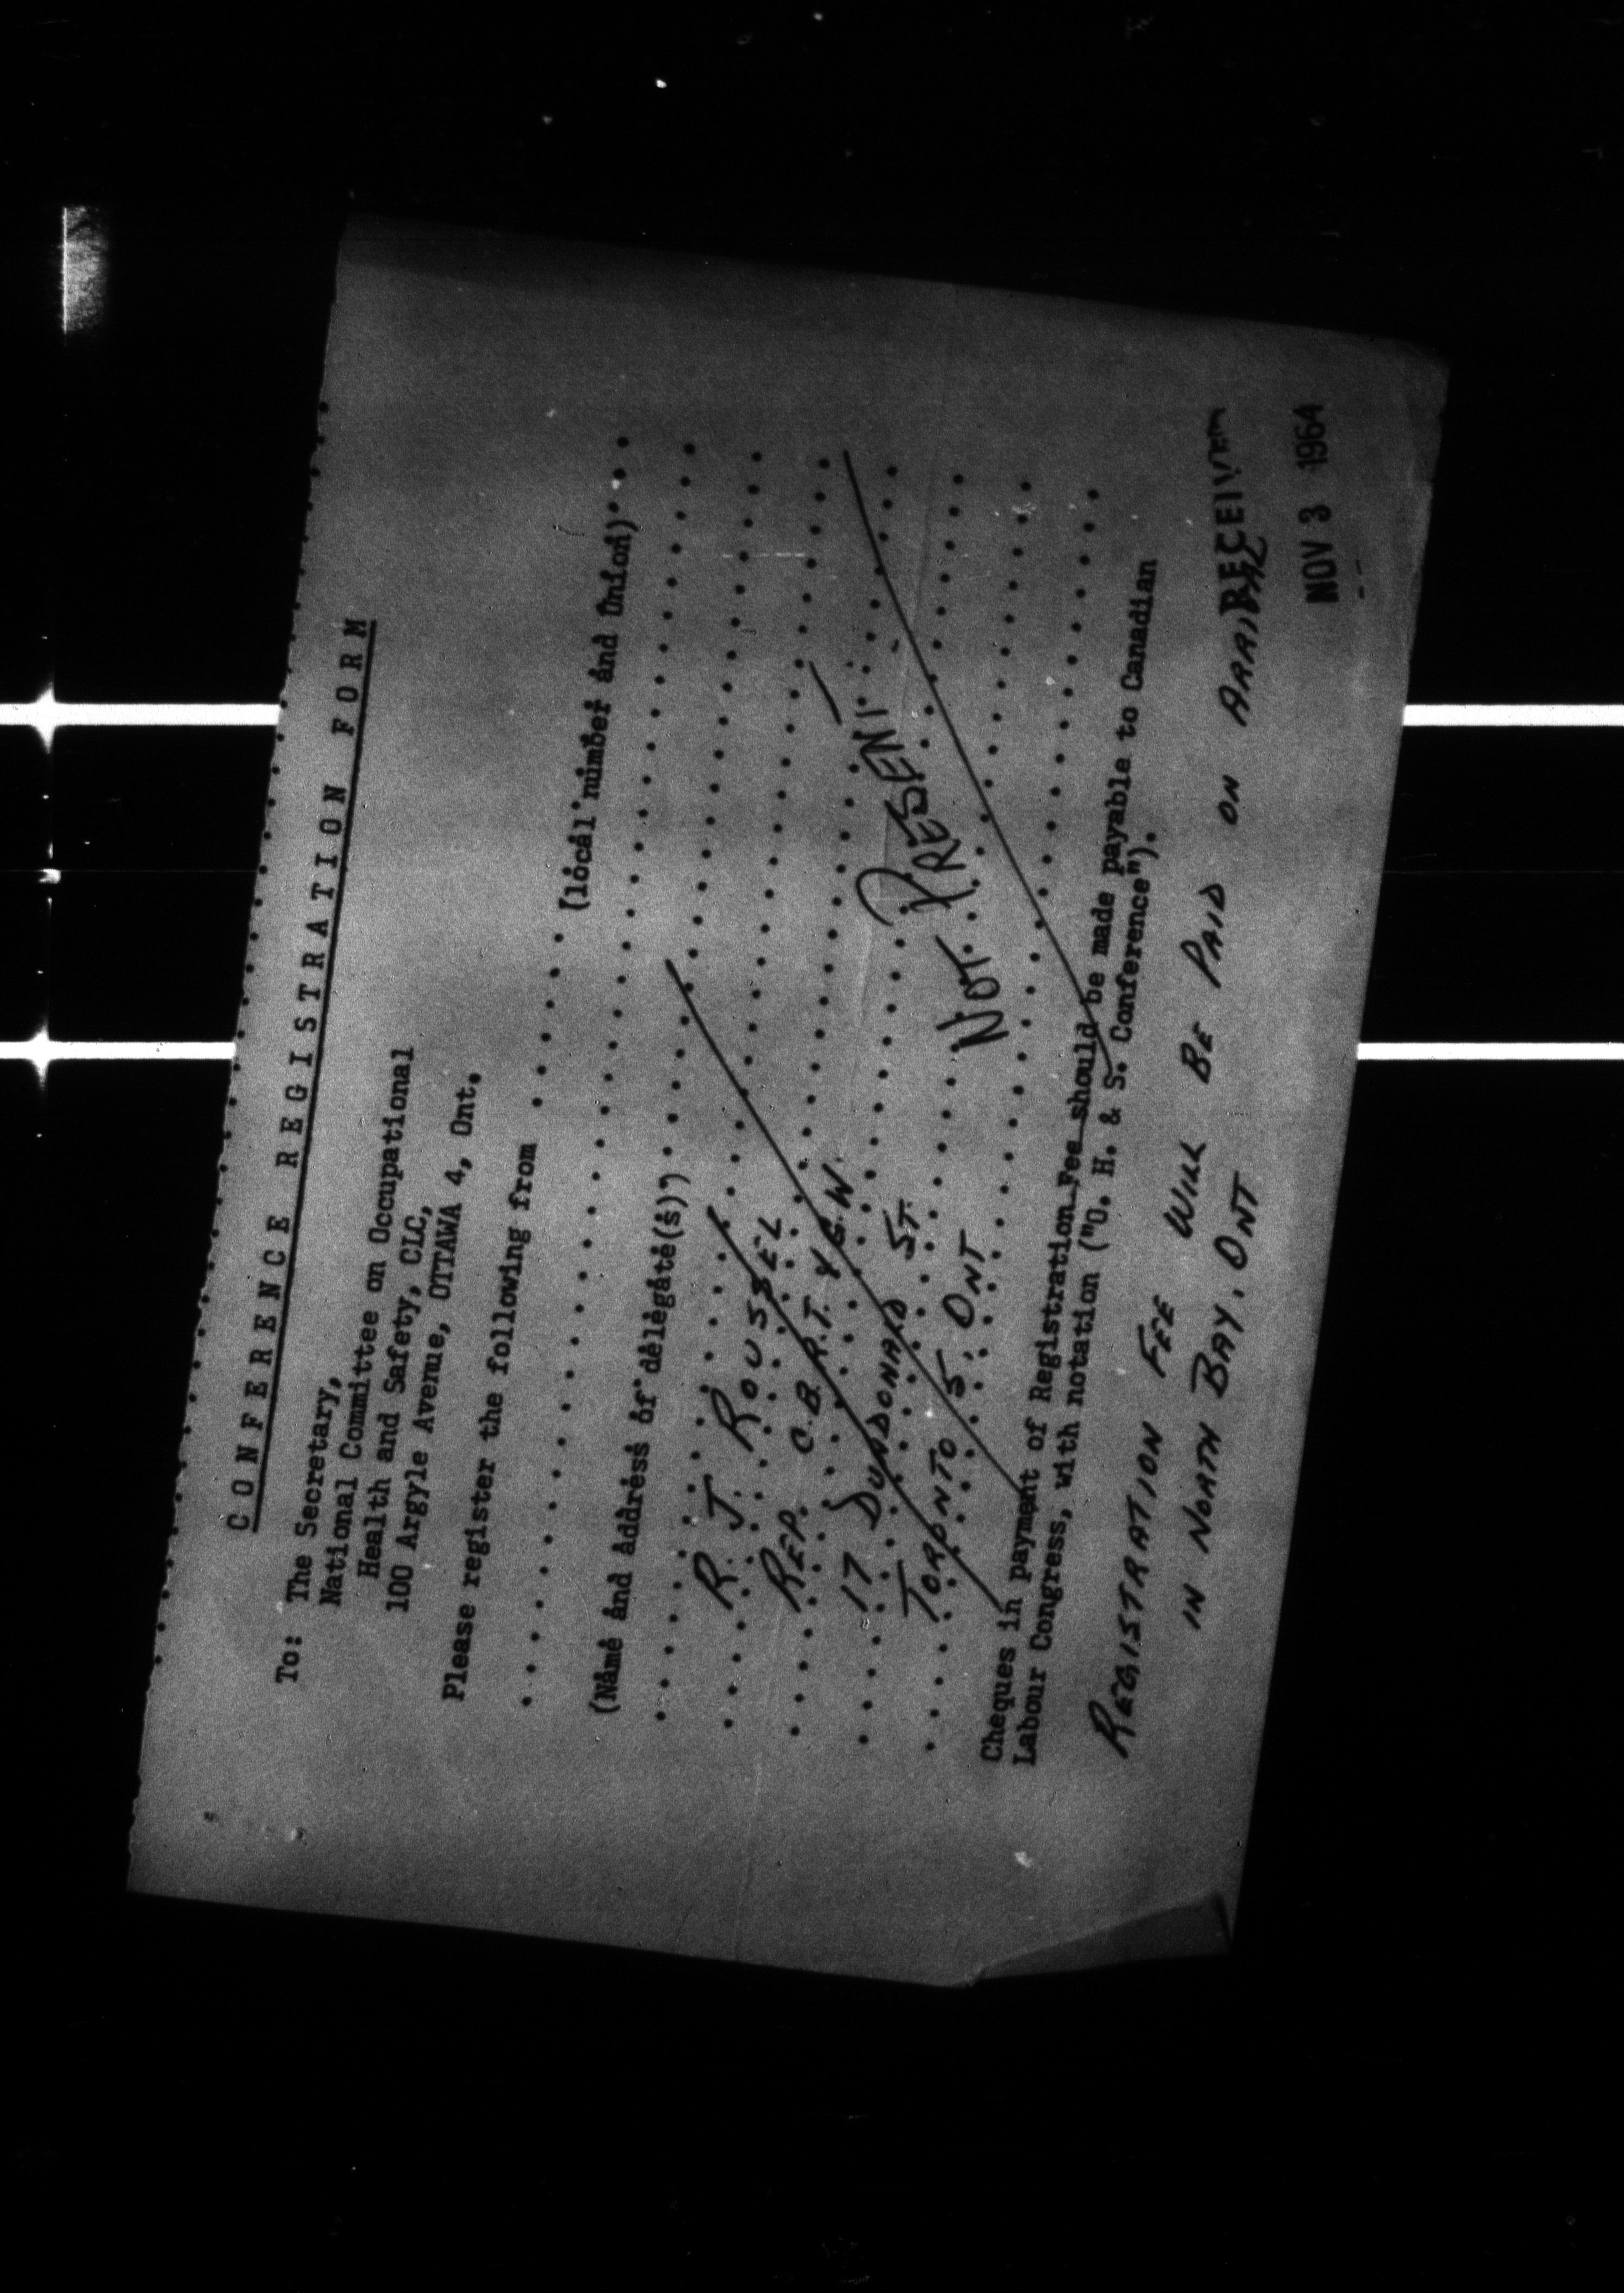 CONFERENCE REGISTRATION FORM
To: The Secretary,
National Committee on Occupational
Health and Safety, CLC,
100 Argyle Avenue, OTTAWA 4, Ont.
Please register the following from
(local number and Union)
(Name and address of delegate(s))
R. J. ROUSSEL
REP. C.B.R.T. & G.W.
17 DUNDONALD ST.
TORONTO 5 ONT
NOT PRESENT
Cheques in payment of Registration Fee should be made payable to Canadian
Labour Congress, with notation ("O. H. & S. Conference").
REGISTRATION FEE WILL BE PAID ON ARRIVAL
IN NORTH BAY, ONT
RECEIVED
NOV 3 1964